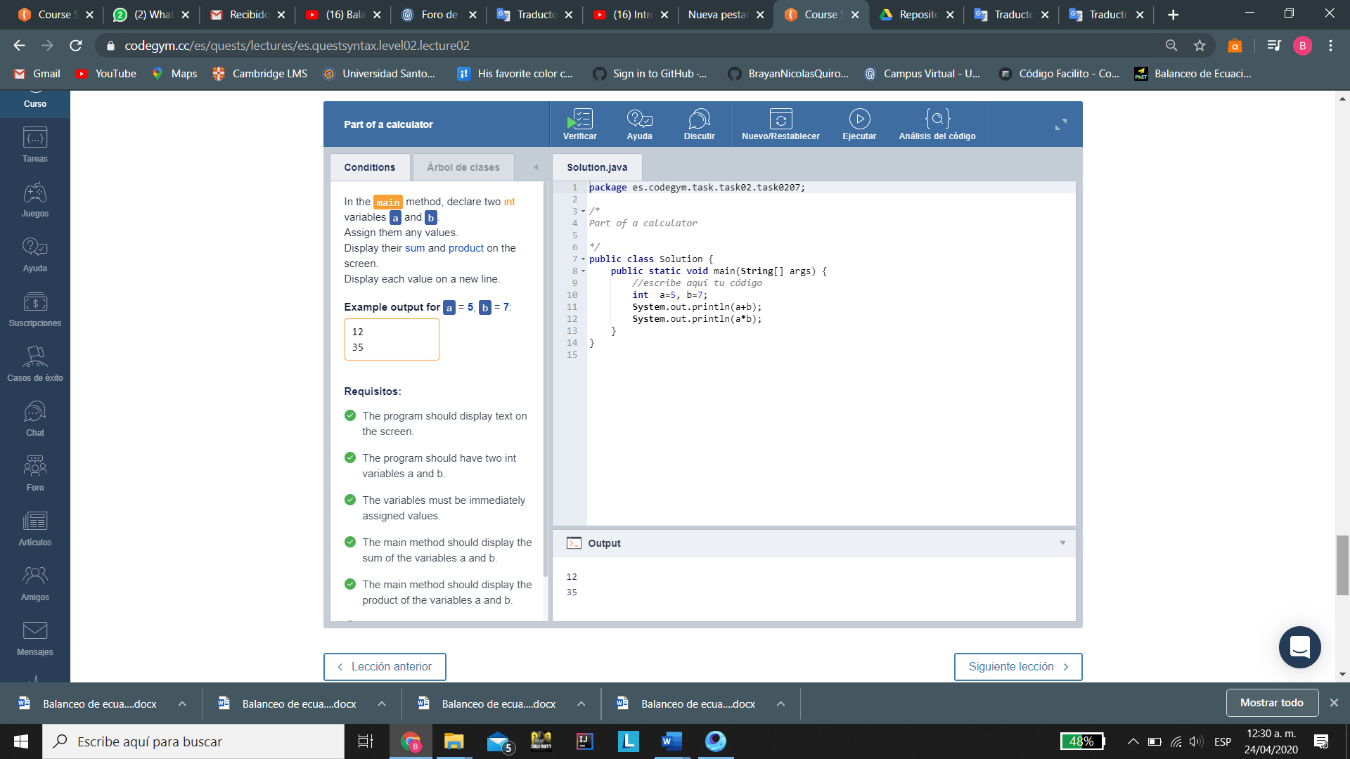 Course S
(2) What
Recibido
(16) Bala
Foro de
Traducto
(16) Intr
Nueva pestañ
Course S
Reposito
Traducto
Traducto
codegym.cc/es/quests/lectures/es.questsyntax.level02.lecture02
B
Gmail
YouTube
Maps
Cambridge LMS
Universidad Santo...
His favorite color c...
Sign in to GitHub ·...
BrayanNicolasQuiro...
Campus Virtual - U...
Código Facilito - Co...
Balanceo de Ecuaci...
Curso
Tareas
Juegos
Ayuda
Suscripciones
Casos de éxito
Chat
Foro
Artículos
Amigos
Mensajes
Part of a calculator
Verificar
Ayuda
Discutir
Nuevo/Restablecer
Ejecutar
Análisis del código
Conditions
Árbol de clases
In the main method, declare two int
variables a and b.
Assign them any values.
Display their sum and product on the
screen.
Display each value on a new line.
Example output for a = 5, b = 7:
12
35
Requisitos:
The program should display text on
the screen.
The program should have two int
variables a and b.
The variables must be immediately
assigned values.
The main method should display the
sum of the variables a and b.
The main method should display the
product of the variables a and b.
Solution.java
1 package es.codegym.task.task02.task0207;
2
3 /*
4 Part of a calculator
5
6 */
7 public class Solution {
8 public static void main(String[] args) {
9 //escribe aquí tu código
10 int  a=5, b=7;
11 System.out.println(a+b);
12 System.out.println(a*b);
13 }
14 }
15
Output
12
35
Lección anterior
Siguiente lección
Balanceo de ecua....docx
Balanceo de ecua....docx
Balanceo de ecua....docx
Balanceo de ecua....docx
Mostrar todo
Escribe aquí para buscar
8
5
48%
ESP
12:30 a. m.
24/04/2020